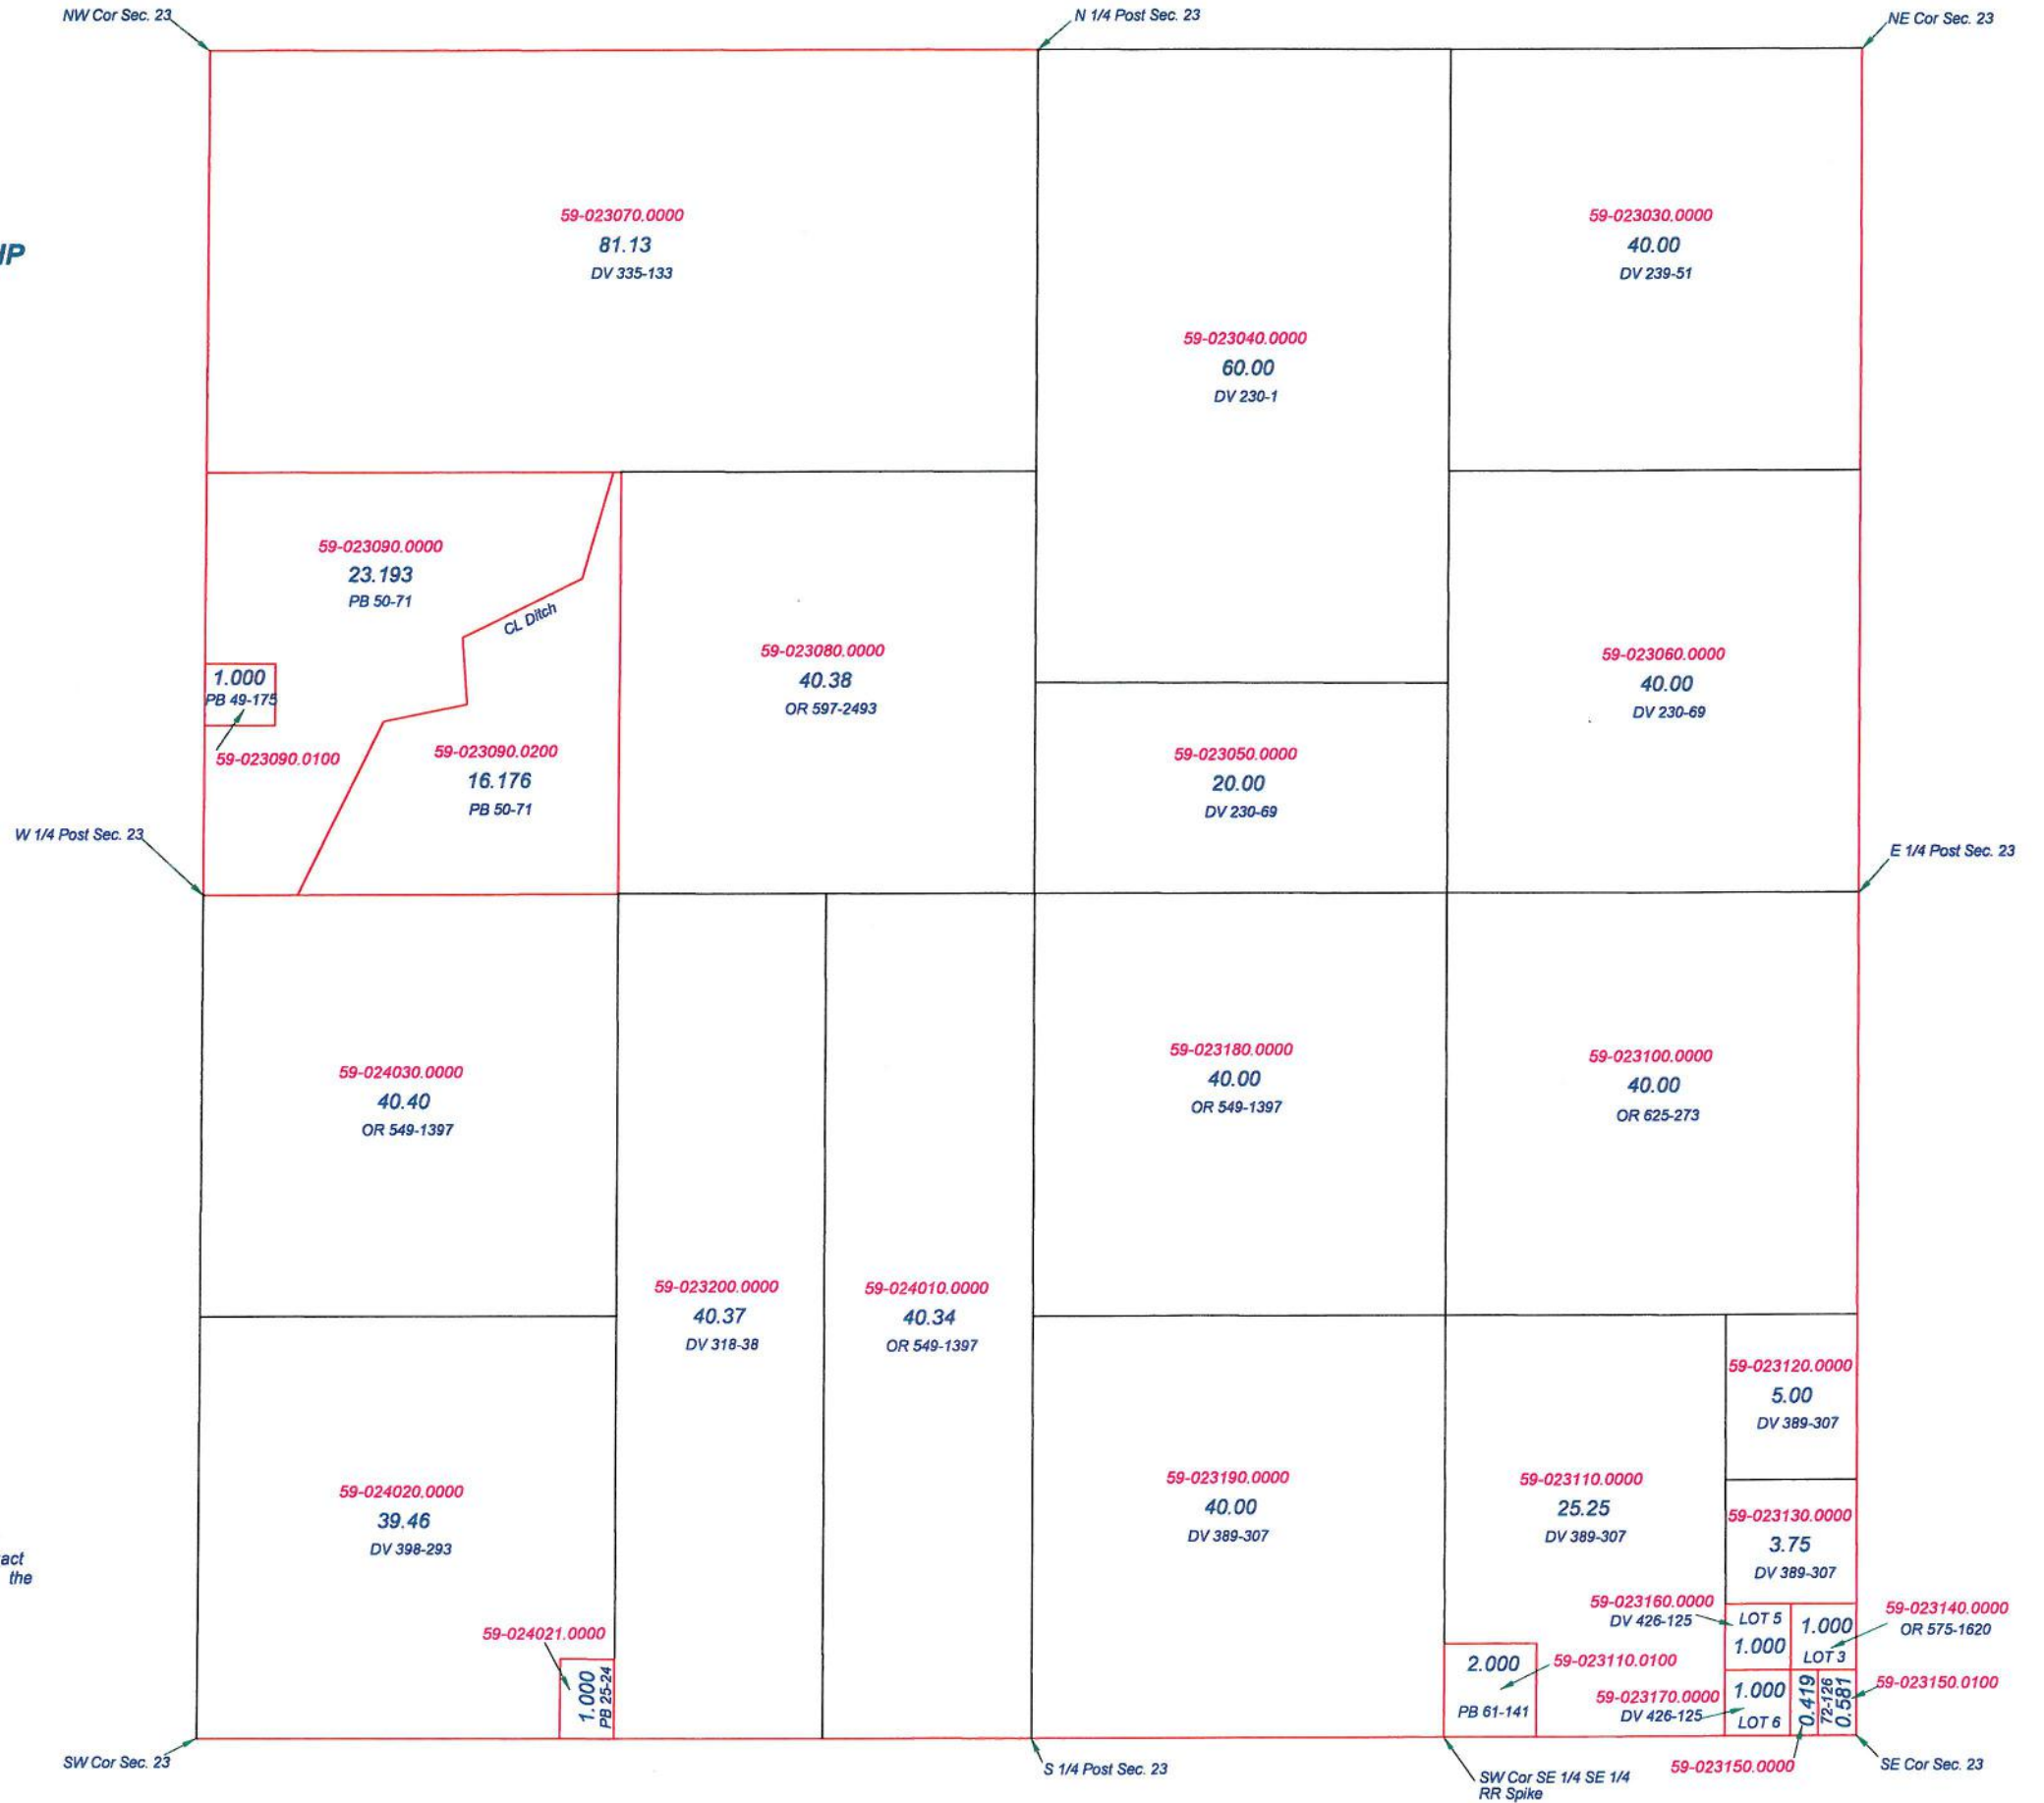 NW Cor Sec. 23
N 1/4 Post Sec. 23
NE Cor Sec. 23
59-023070.0000
81.13
DV 335-133
59-023030.0000
40.00
DV 239-51
IP
59-023040.0000
60.00
DV 230-1
59-023090.0000
23.193
PB 50-71
CL Ditch
1.000
PB 49-175
59-023090.0100
59-023090.0200
16.176
PB 50-71
59-023080.0000
40.38
OR 597-2493
59-023060.0000
40.00
DV 230-69
59-023050.0000
20.00
DV 230-69
W 1/4 Post Sec. 23
E 1/4 Post Sec. 23
59-024030.0000
40.40
OR 549-1397
59-023180.0000
40.00
OR 549-1397
59-023100.0000
40.00
OR 625-273
59-023200.0000
40.37
DV 318-38
59-024010.0000
40.34
OR 549-1397
59-023120.0000
5.00
DV 389-307
59-024020.0000
39.46
DV 398-293
59-023190.0000
40.00
DV 389-307
59-023110.0000
25.25
DV 389-307
59-023130.0000
3.75
DV 389-307
act
the
59-024021.0000
1.000
PB 25-24
59-023160.0000
DV 426-125
LOT 5
1.000
1.000
LOT 3
59-023140.0000
OR 575-1620
2.000
PB 61-141
59-023110.0100
59-023170.0000
DV 426-125
1.000
LOT 6
0.419
72-126
0.581
59-023150.0100
59-023150.0000
SW Cor Sec. 23
S 1/4 Post Sec. 23
SW Cor SE 1/4 SE 1/4
RR Spike
SE Cor Sec. 23